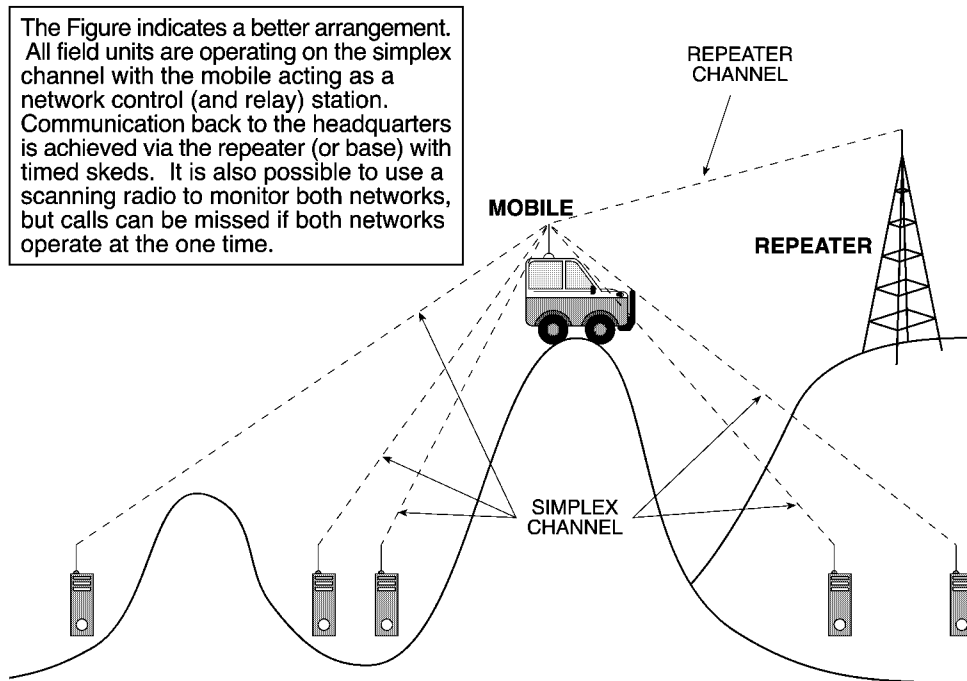 The Figure indicates a better arrangement.
All field units are operating on the simplex
channel with the mobile acting as a
network control (and relay) station.
Communication back to the headquarters
is achieved via the repeater (or base) with
timed skeds. It is also possible to use a
scanning radio to monitor both networks,
but calls can be missed if both networks
operate at the one time.
REPEATER
CHANNEL
MOBILE
REPEATER
SIMPLEX
CHANNEL